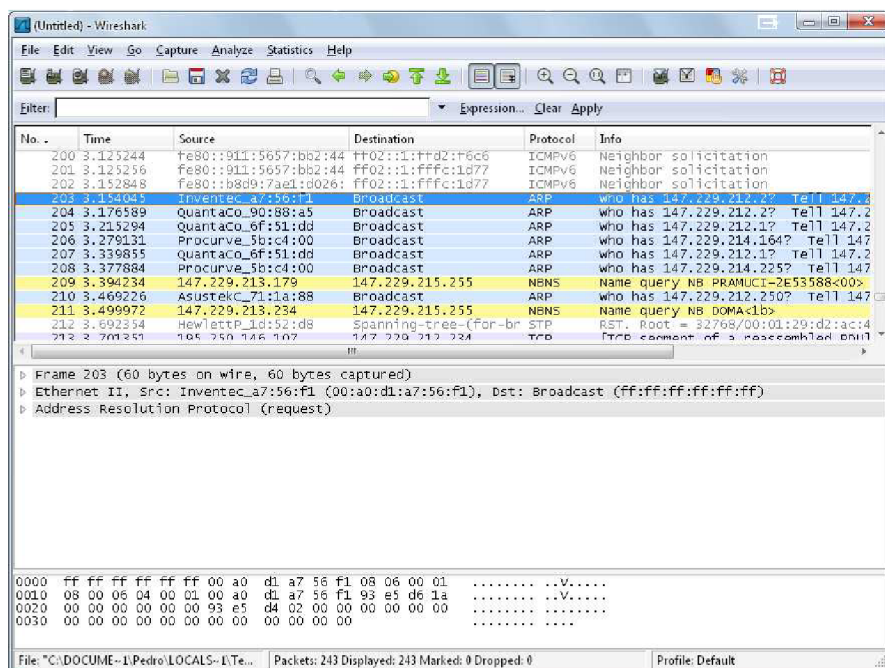 (Untitled) - Wireshark
File Edit View Go Capture Analyze Statistics Help
Filter: Expression... Clear Apply
No. . Time Source Destination Protocol Info
200 3.125244 fe80::911:5657:bb2:44 ff02::1:ffd2:f6c6 ICMPv6 Neighbor solicitation
201 3.125256 fe80::911:5657:bb2:44 ff02::1:fffc:1d77 ICMPv6 Neighbor solicitation
202 3.152848 fe80::b8d9:7ae1:d026: ff02::1:fffc:1d77 ICMPv6 Neighbor solicitation
203 3.154045 Inventec_a7:56:f1 Broadcast ARP who has 147.229.212.2? Tell 147.2
204 3.176589 QuantaCo_90:88:a5 Broadcast ARP who has 147.229.212.2? Tell 147.2
205 3.215294 QuantaCo_6f:51:dd Broadcast ARP who has 147.229.212.1? Tell 147.2
206 3.279131 Procurve_5b:c4:00 Broadcast ARP who has 147.229.214.164? Tell 147
207 3.339855 QuantaCo_6f:51:dd Broadcast ARP who has 147.229.212.1? Tell 147.2
208 3.377884 Procurve_5b:c4:00 Broadcast ARP who has 147.229.214.225? Tell 147
209 3.394234 147.229.213.179 147.229.215.255 NBNS Name query NB PRAMUCI-2E53588<00>
210 3.469226 AsustekC_71:1a:88 Broadcast ARP who has 147.229.212.250? Tell 147
211 3.499972 147.229.213.234 147.229.215.255 NBNS Name query NB DOMA<1b>
212 3.692354 HewlettP_1d:52:d8 Spanning-tree-(for-br STP RST. Root = 32768/00:01:29:d2:ac:4
213 3.701351 195.250.146.107 147.229.212.234 TCP [TCP segment of a reassembled PDU]
Frame 203 (60 bytes on wire, 60 bytes captured)
Ethernet II, Src: Inventec_a7:56:f1 (00:a0:d1:a7:56:f1), Dst: Broadcast (ff:ff:ff:ff:ff:ff)
Address Resolution Protocol (request)
0000 ff ff ff ff ff ff 00 a0 d1 a7 56 f1 08 06 00 01 ........ ..V.....
0010 08 00 06 04 00 01 00 a0 d1 a7 56 f1 93 e5 d6 1a ........ ..V.....
0020 00 00 00 00 00 00 93 e5 d4 02 00 00 00 00 00 00 ........ ........
0030 00 00 00 00 00 00 00 00 00 00 00 00 ........ ....
File: "C:\DOCUME~1\Pedro\LOCALS~1\Te... Packets: 243 Displayed: 243 Marked: 0 Dropped: 0 Profile: Default